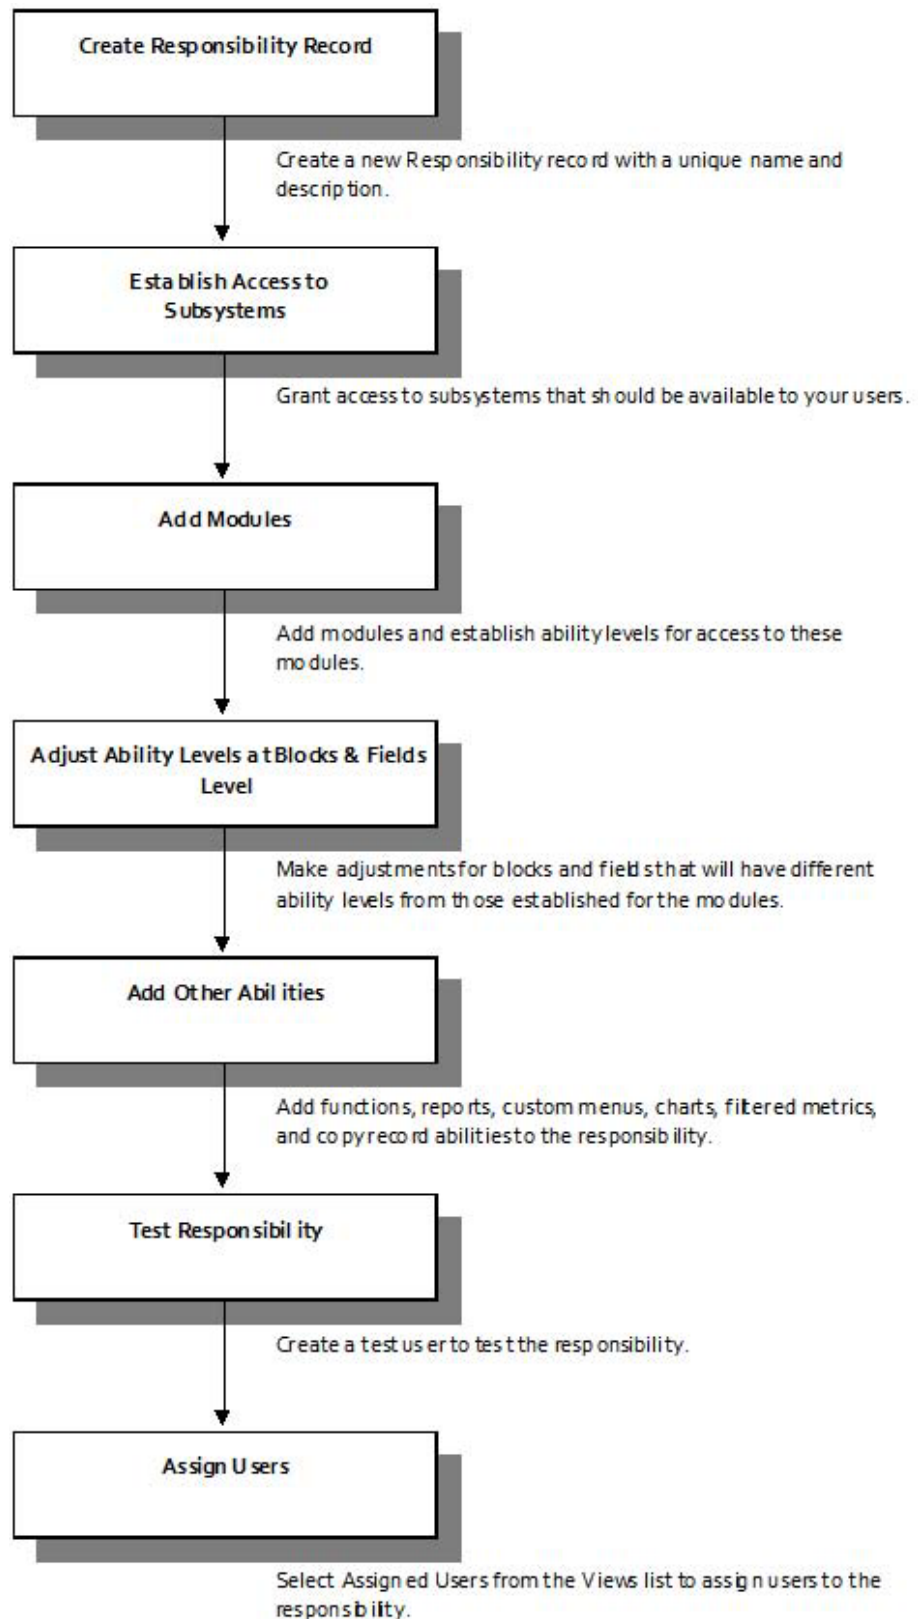 Create Responsibility Record
Create a new Responsibility record with a unique name and
description.
Establish Access to
Subsystems
Grant access to subsystems that should be available to your users.
Add Modules
Add modules and establish ability levels for access to these
modules.
Adjust Ability Levels at Blocks & Fields
Level
Make adjustments for blocks and fields that will have different
ability levels from those established for the modules.
Add Other Abilities
Add functions, reports, custom menus, charts, filtered metrics,
and copy record abilities to the responsibility.
Test Responsibility
Create a test user to test the responsibility.
Assign Users
Select Assigned Users from the Views list to assign users to the
responsibility.